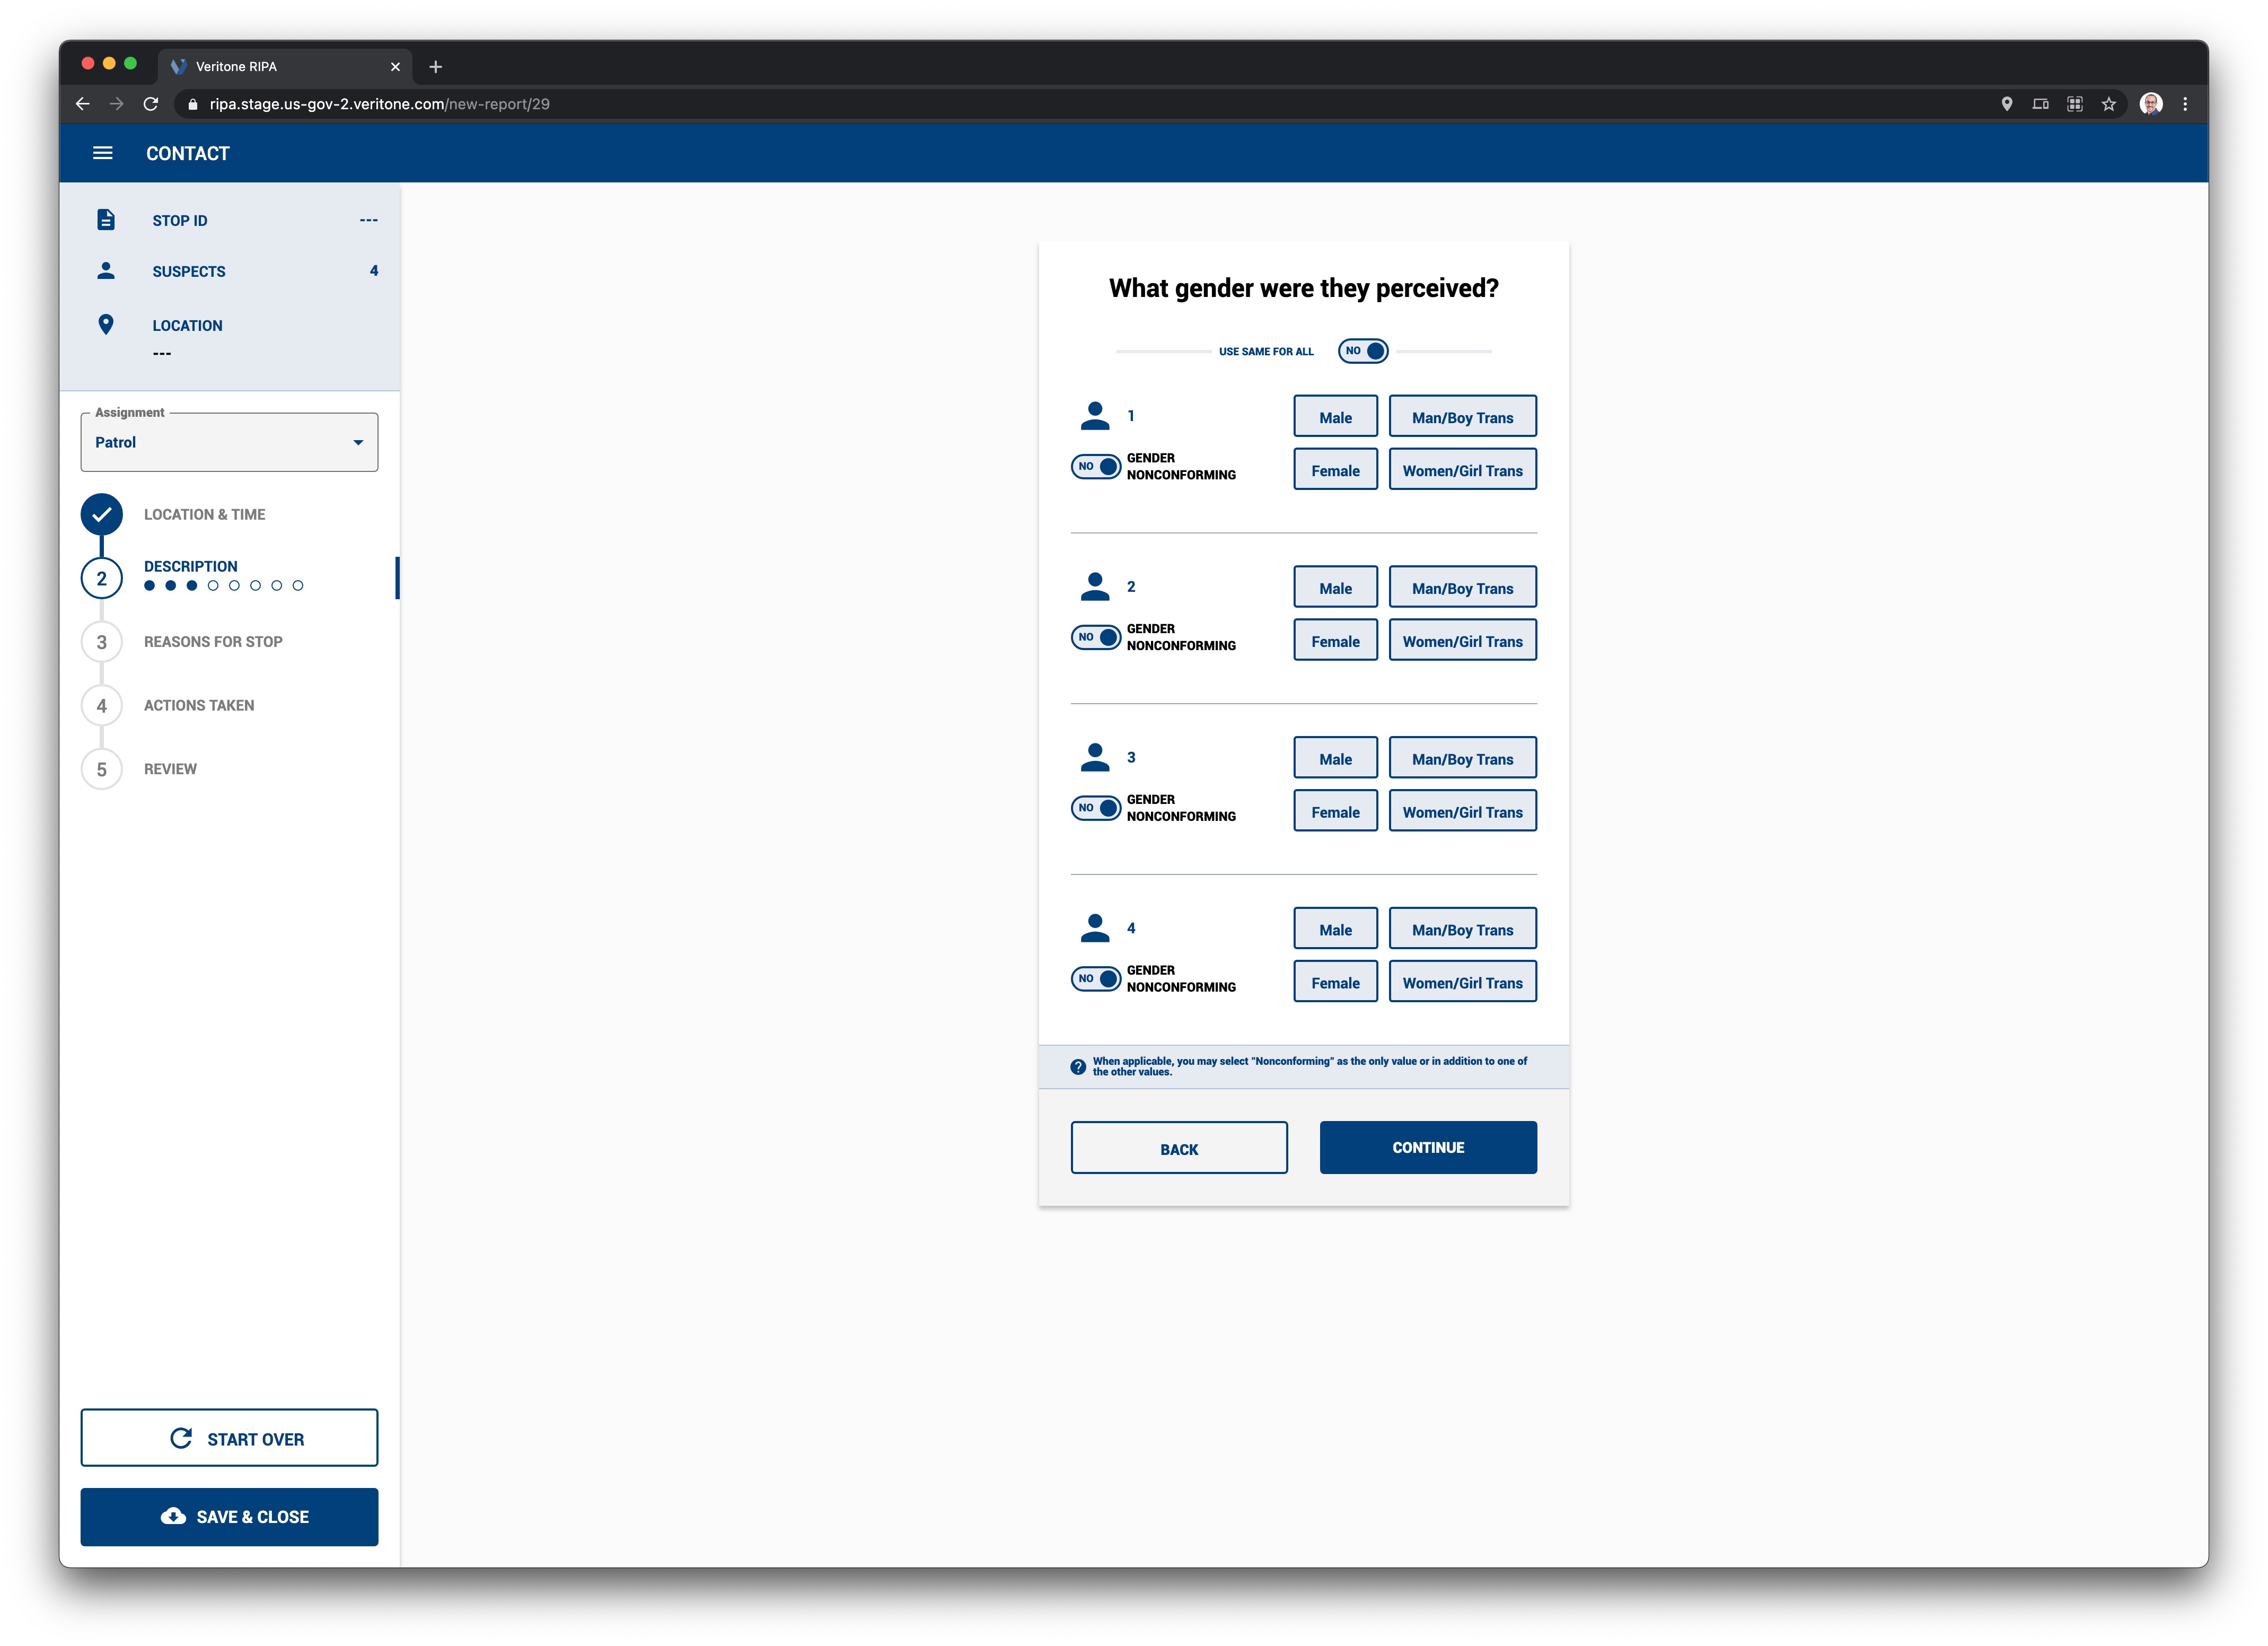 Veritone RIPA
ripa.stage.us-gov-2.veritone.com/new-report/29
CONTACT
STOP ID ---
SUSPECTS 4
LOCATION
---
Assignment
Patrol
LOCATION & TIME
2 DESCRIPTION
3 REASONS FOR STOP
4 ACTIONS TAKEN
5 REVIEW
START OVER
SAVE & CLOSE
What gender were they perceived?
USE SAME FOR ALL NO
1 Male Man/Boy Trans
NO GENDER
NONCONFORMING
Female Women/Girl Trans
2 Male Man/Boy Trans
NO GENDER
NONCONFORMING
Female Women/Girl Trans
3 Male Man/Boy Trans
NO GENDER
NONCONFORMING
Female Women/Girl Trans
4 Male Man/Boy Trans
NO GENDER
NONCONFORMING
Female Women/Girl Trans
? When applicable, you may select "Nonconforming" as the only value or in addition to one of
the other values.
BACK CONTINUE